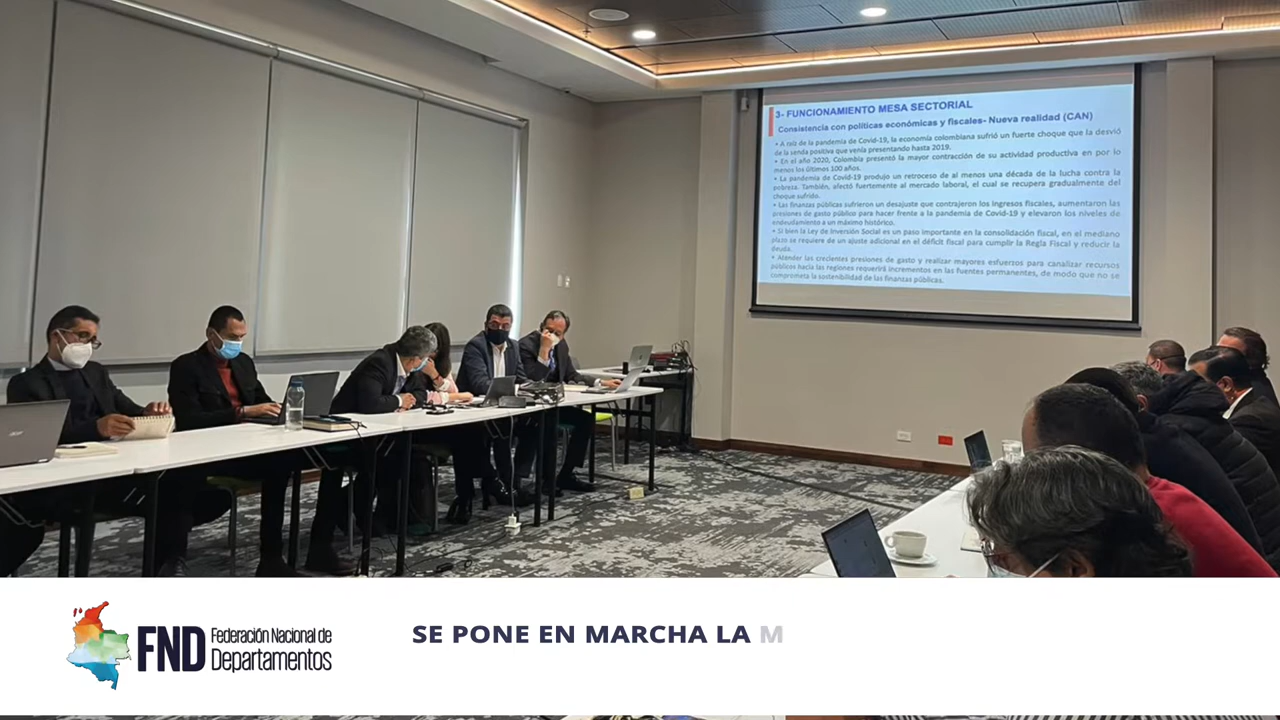 3- FUNCIONAMIENTO MESA SECTORIAL
Consistencia con políticas económicas y fiscales- Nueva realidad (CAN)
• A raíz de la pandemia de Covid-19, la economía colombiana sufrió un fuerte choque que la desvió
de la senda positiva que venía presentando hasta 2019.
• En el año 2020, Colombia presentó la mayor contracción de su actividad productiva en por lo
menos los últimos 100 años.
• La pandemia de Covid-19 produjo un retroceso de al menos una década de la lucha contra la
pobreza. También, afectó fuertemente al mercado laboral, el cual se recupera gradualmente del
choque sufrido.
• Las finanzas públicas sufrieron un desajuste que contrajeron los ingresos fiscales, aumentaron las
presiones de gasto público para hacer frente a la pandemia de Covid-19 y elevaron los niveles de
endeudamiento a un máximo histórico.
• Si bien la Ley de Inversión Social es un paso importante en la consolidación fiscal, en el mediano
plazo se requiere de un ajuste adicional en el déficit fiscal para cumplir la Regla Fiscal y reducir la
deuda.
• Atender las crecientes presiones de gasto y realizar mayores esfuerzos para canalizar recursos
públicos hacia las regiones requerirá incrementos en las fuentes permanentes, de modo que no se
comprometa la sostenibilidad de las finanzas públicas.
acer
FND Federación Nacional de
Departamentos
SE PONE EN MARCHA LA M